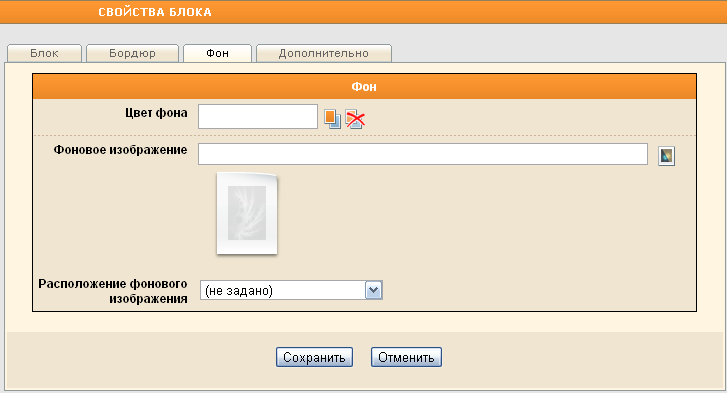 СВОЙСТВА БЛОКА
Блок Бордюр Фон Дополнительно
Фон
Цвет фона
Фоновое изображение
Расположение фонового
изображения
(не задано)
Сохранить Отменить